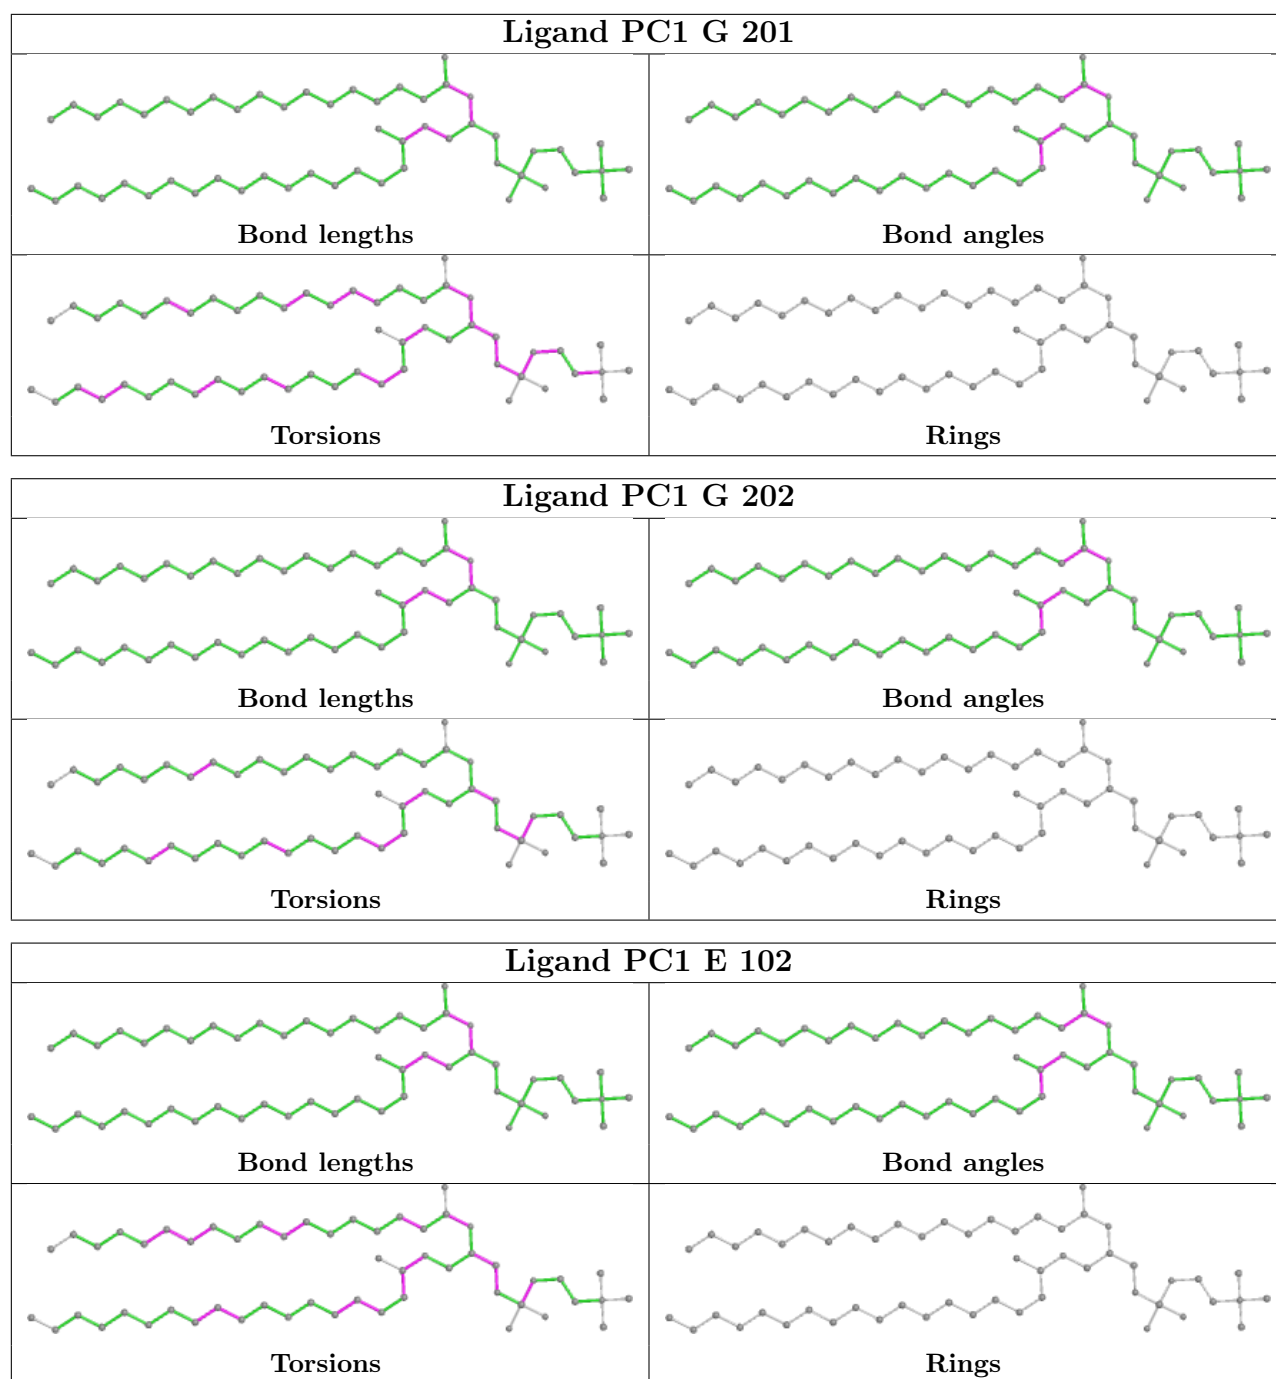 Ligand PC1 G 201
Bond lengths
Bond angles
Torsions
Rings
Ligand PC1 G 202
Bond lengths
Bond angles
Torsions
Rings
Ligand PC1 E 102
Bond lengths
Bond angles
Torsions
Rings